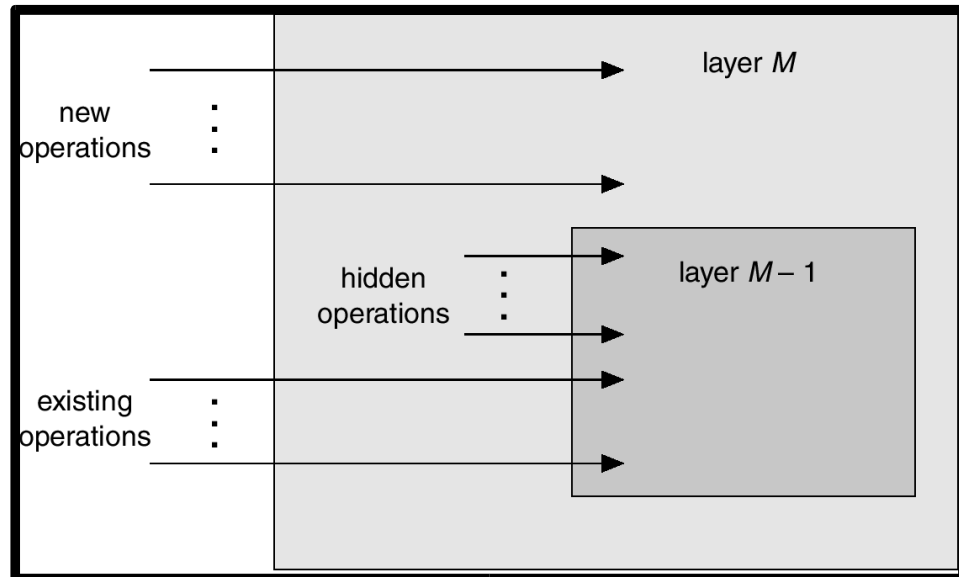 layer M
new
operations
layer M – 1
hidden
operations
existing
operations